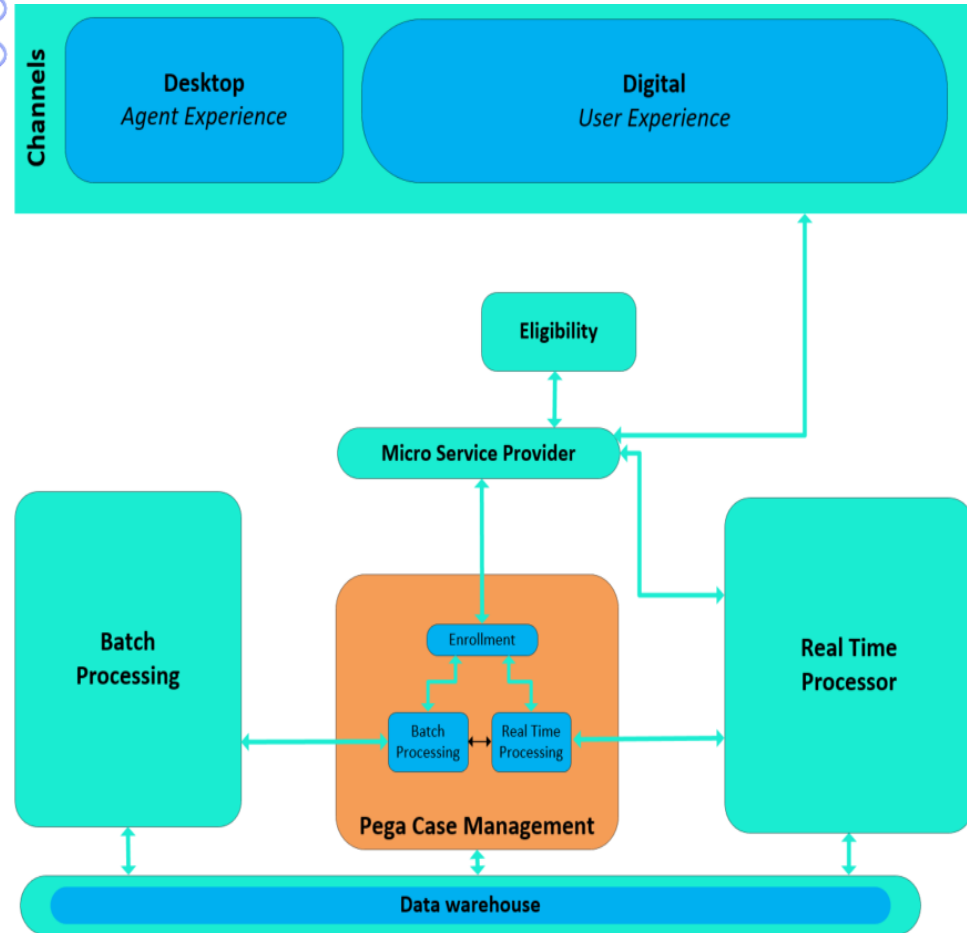 Channels
Desktop
Agent Experience
Digital
User Experience
Eligibility
Micro Service Provider
Batch
Processing
Enrollment
Batch
Processing
Real Time
Processing
Pega Case Management
Real Time
Processor
Data warehouse